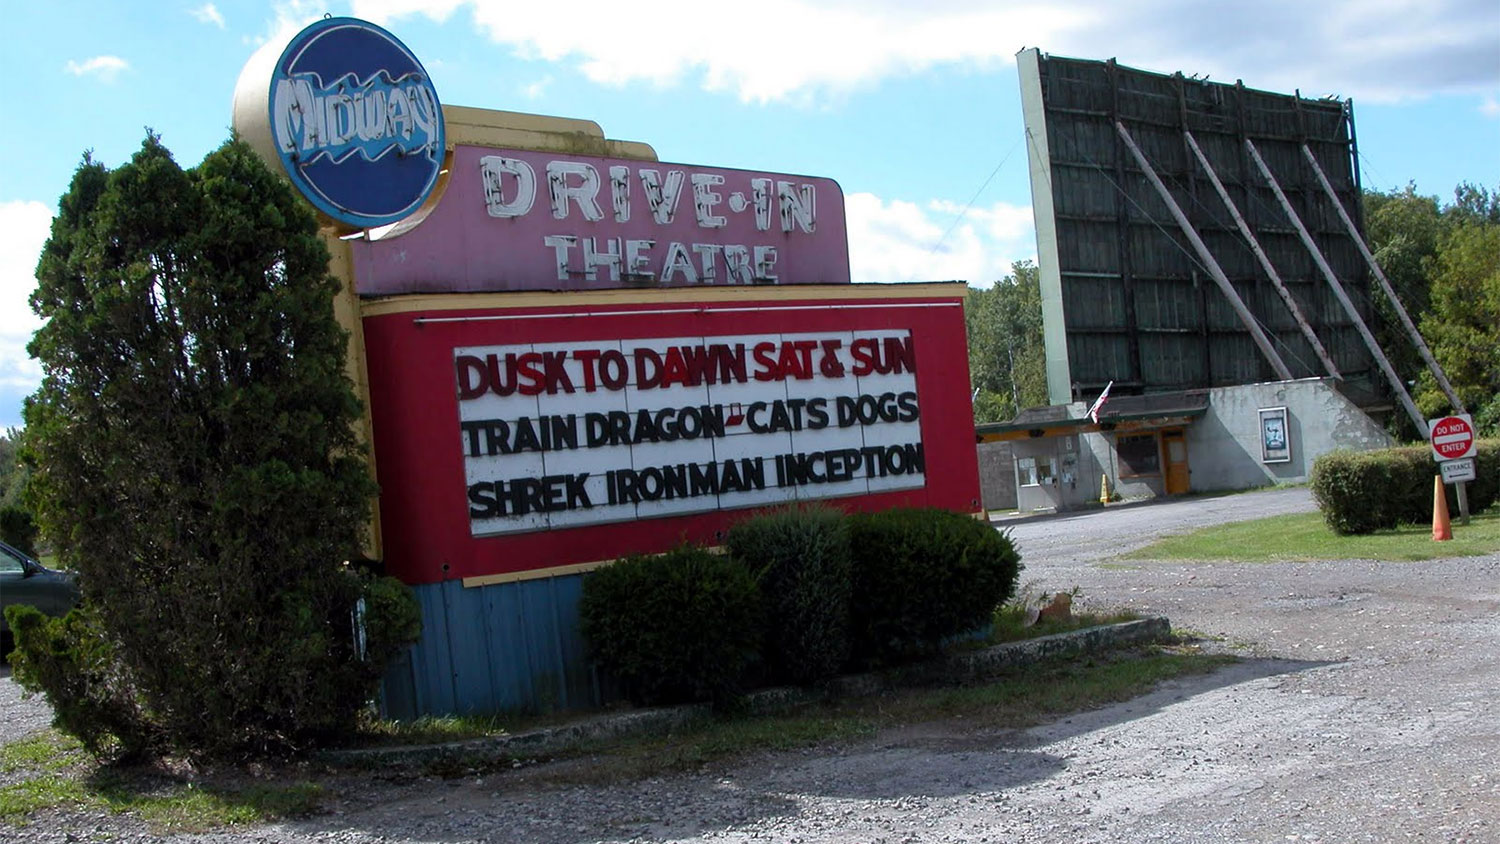 MIDWAY
DRIVE-IN
THEATRE
DUSK TO DAWN SAT & SUN
TRAIN DRAGON-CATS DOGS
SHREK IRONMAN INCEPTION
DO NOT
ENTER
ENTRANCE